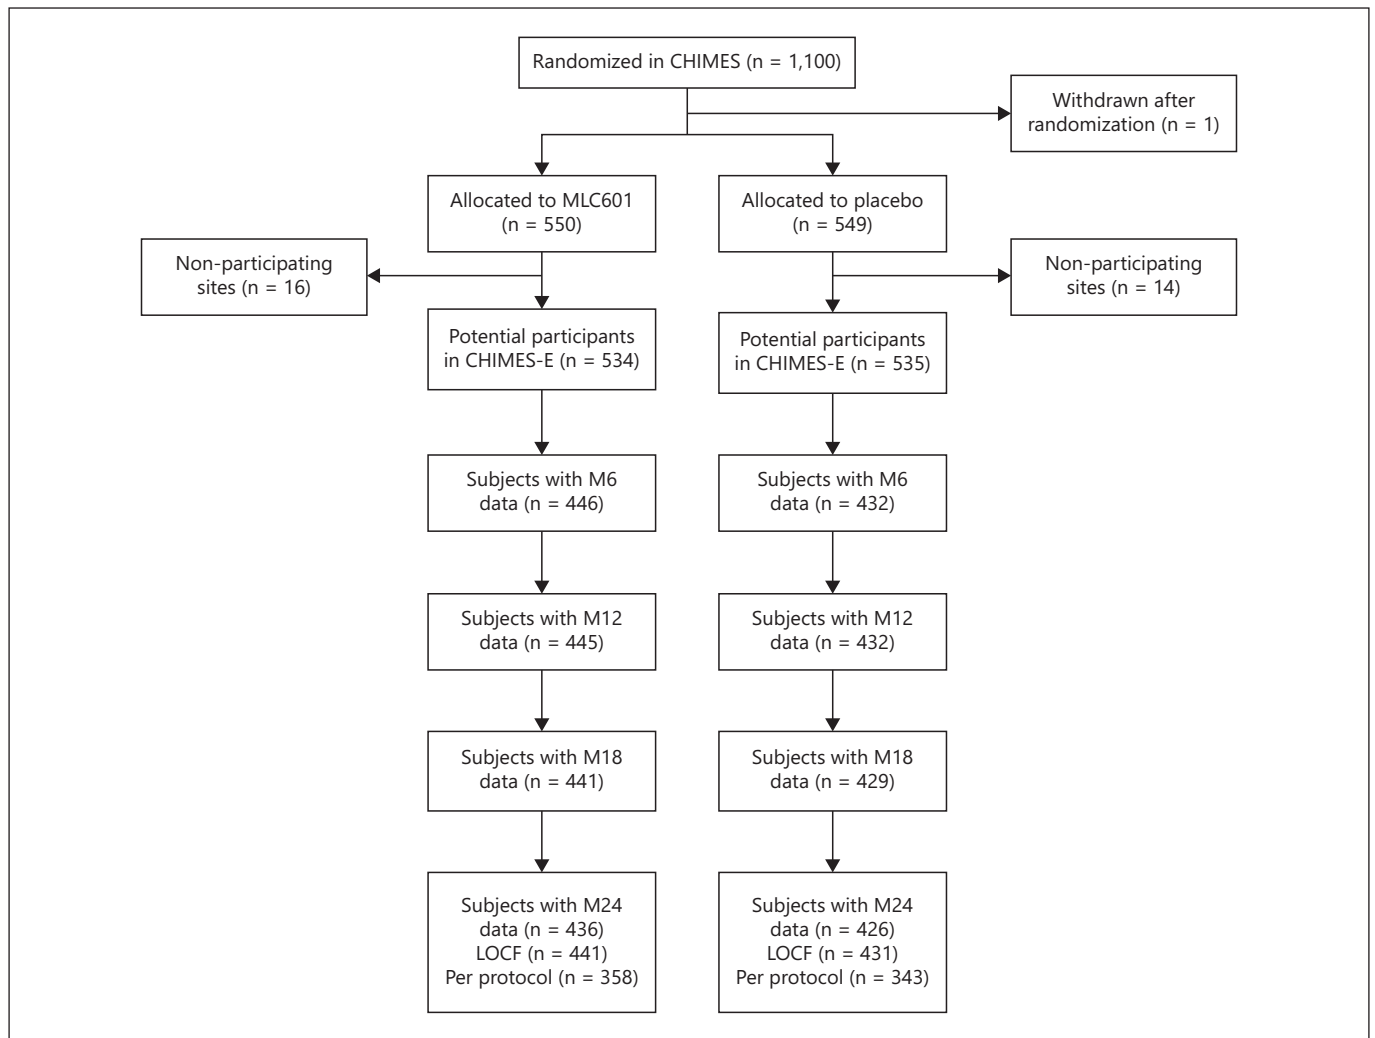 Randomized in CHIMES (n = 1,100)
Withdrawn after
randomization (n = 1)
Allocated to MLC601
(n = 550)
Allocated to placebo
(n = 549)
Non-participating
sites (n = 16)
Non-participating
sites (n = 14)
Potential participants
in CHIMES-E (n = 534)
Potential participants
in CHIMES-E (n = 535)
Subjects with M6
data (n = 446)
Subjects with M6
data (n = 432)
Subjects with M12
data (n = 445)
Subjects with M12
data (n = 432)
Subjects with M18
data (n = 441)
Subjects with M18
data (n = 429)
Subjects with M24
data (n = 436)
LOCF (n = 441)
Per protocol (n = 358)
Subjects with M24
data (n = 426)
LOCF (n = 431)
Per protocol (n = 343)